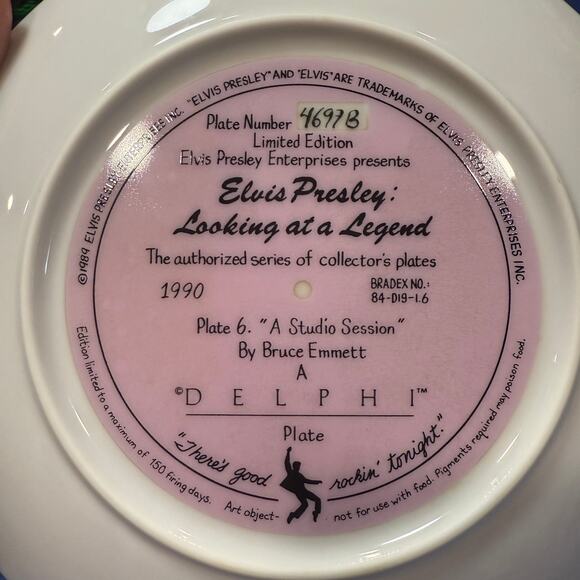 ©1989 ELVIS PRESLEY ENTERPRISES INC. "ELVIS PRESLEY" AND "ELVIS" ARE TRADEMARKS OF ELVIS PRESLEY ENTERPRISES INC.
Plate Number 4697B
Limited Edition
Elvis Presley Enterprises presents
Elvis Presley:
Looking at a Legend
The authorized series of collector's plates
1990
BRADEX NO.:
84-D19-1.6
Plate 6. "A Studio Session"
By Bruce Emmett
A
©DELPHI™
Plate
"There's good rockin' tonight."
Edition limited to a maximum of 150 firing days. Art object- not for use with food. Pigments required may poison food.